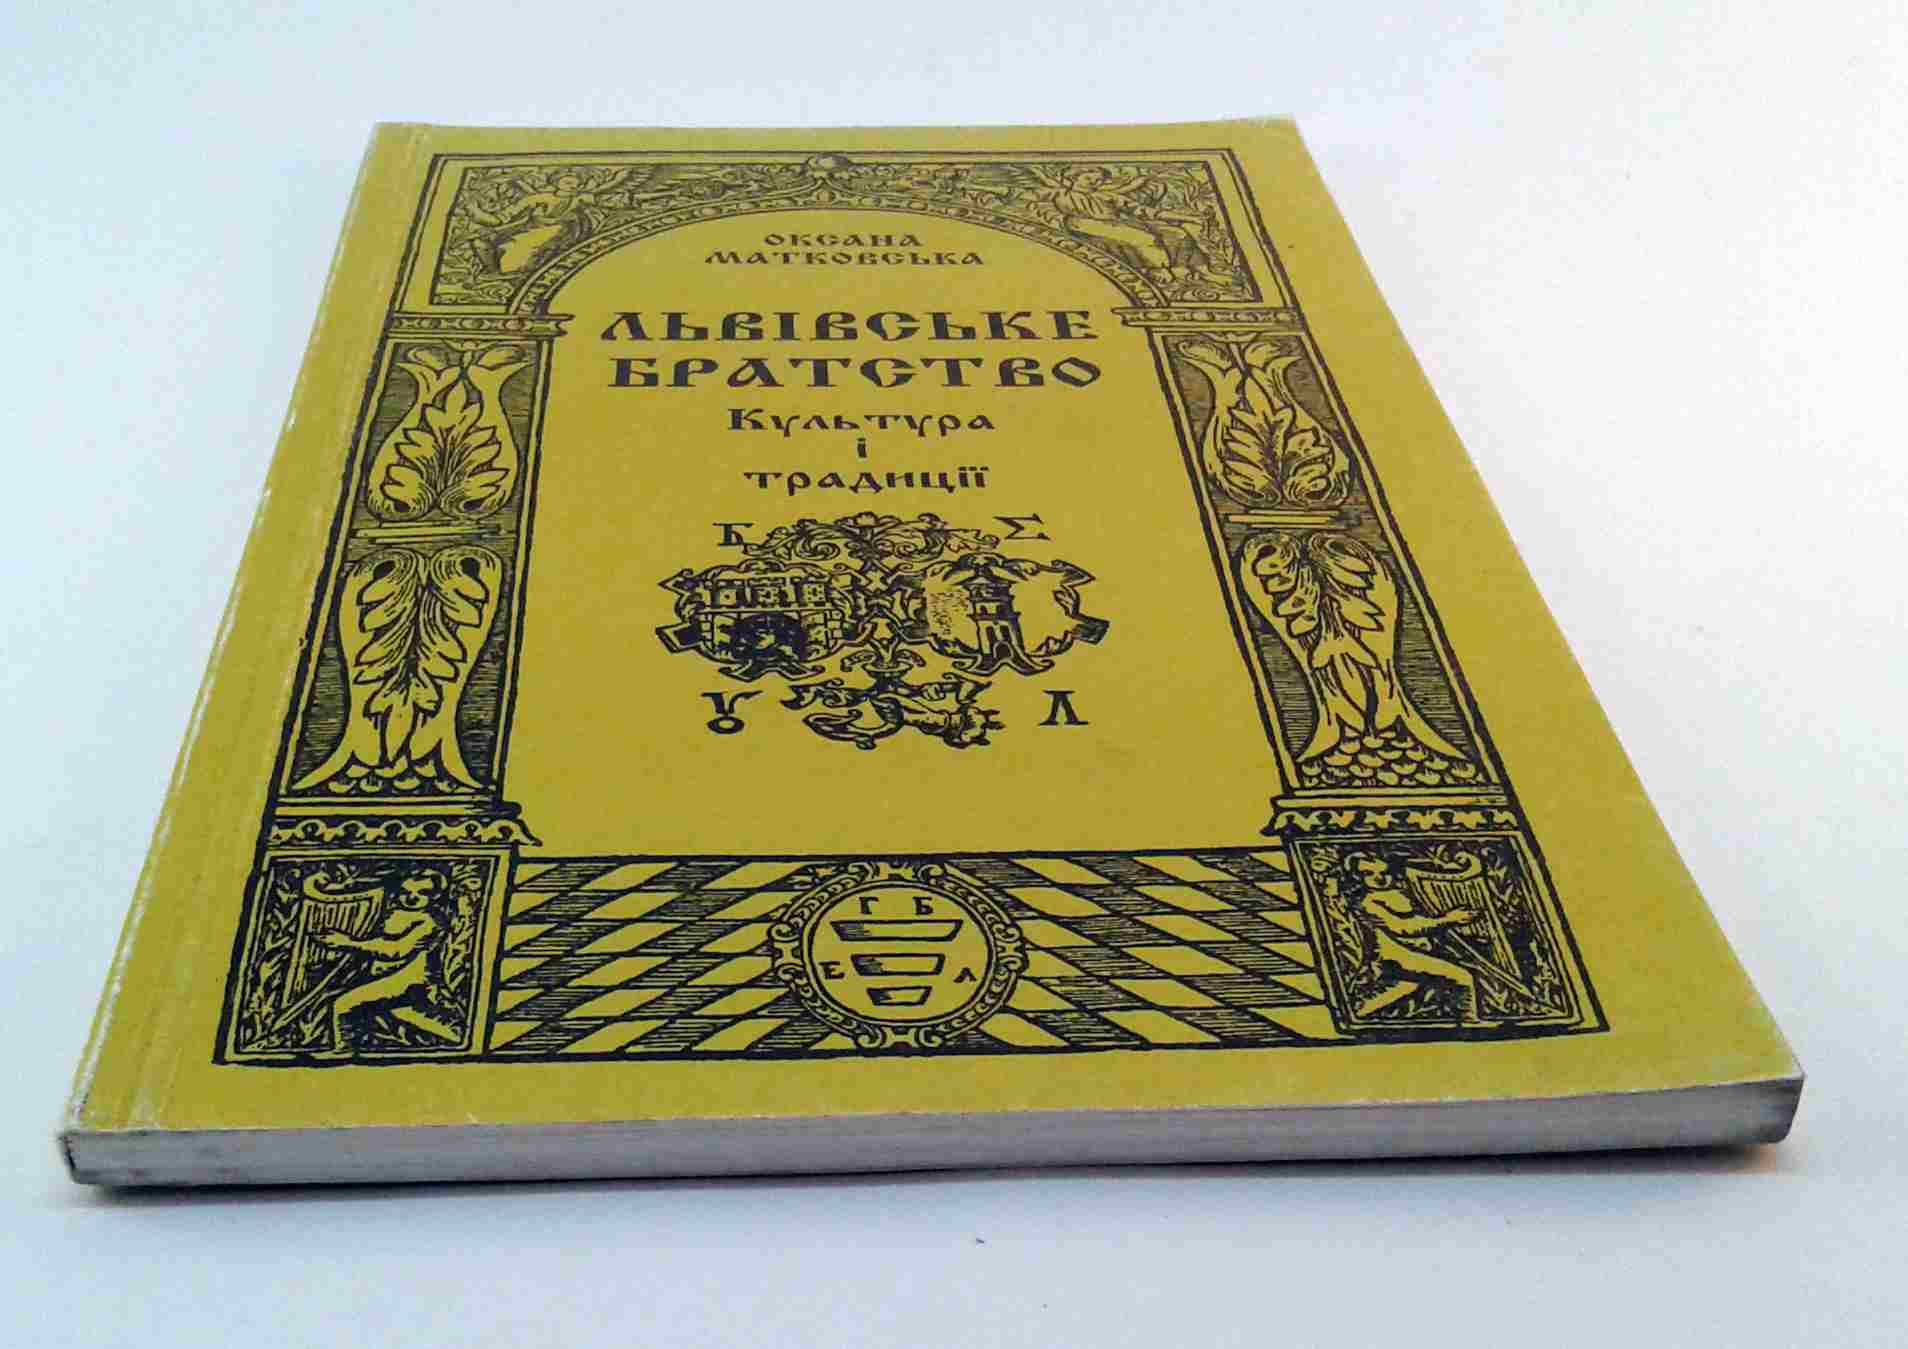 ОКСАНА
МАТКОВСЬКА
ЛЬВІВСЬКЕ
БРАТСТВО
Культура
і
традиції
Б Σ
Ȣ Λ
Г Б
Е Л